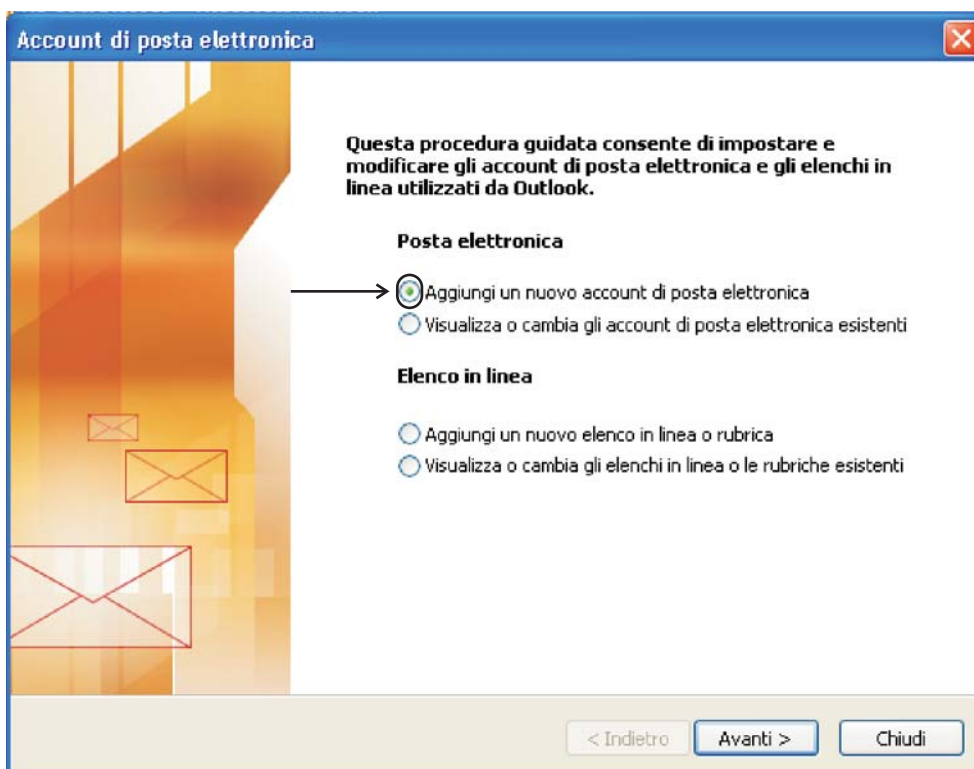 Account di posta elettronica
Questa procedura guidata consente di impostare e
modificare gli account di posta elettronica e gli elenchi in
linea utilizzati da Outlook.
Posta elettronica
Aggiungi un nuovo account di posta elettronica
Visualizza o cambia gli account di posta elettronica esistenti
Elenco in linea
Aggiungi un nuovo elenco in linea o rubrica
Visualizza o cambia gli elenchi in linea o le rubriche esistenti
< Indietro
Avanti >
Chiudi